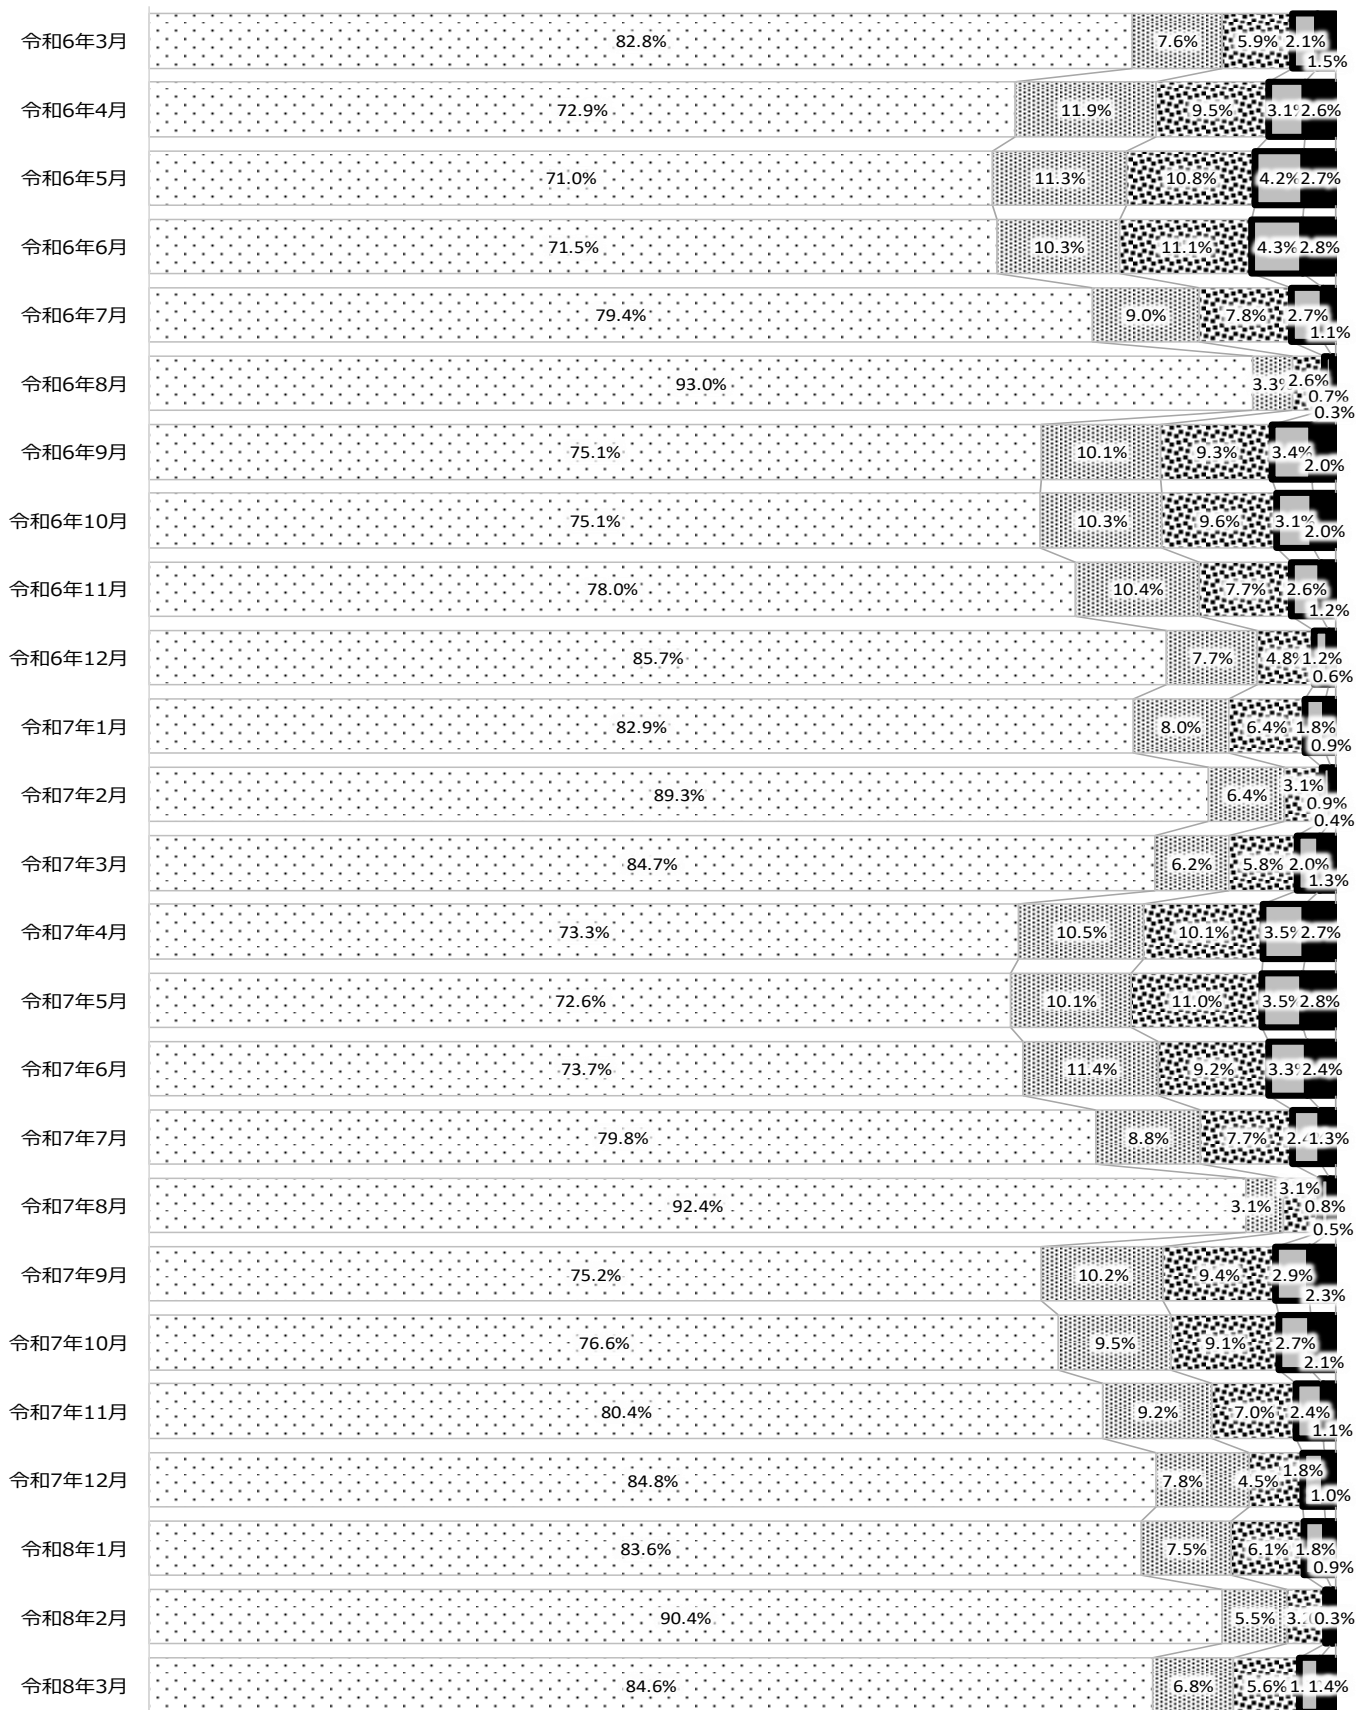 令和6年3月 82.8% 7.6% 5.9% 2.1% 1.5%
令和6年4月 72.9% 11.9% 9.5% 3.1% 2.6%
令和6年5月 71.0% 11.3% 10.8% 4.2% 2.7%
令和6年6月 71.5% 10.3% 11.1% 4.3% 2.8%
令和6年7月 79.4% 9.0% 7.8% 2.7% 1.1%
令和6年8月 93.0% 3.3% 2.6% 0.7% 0.3%
令和6年9月 75.1% 10.1% 9.3% 3.4% 2.0%
令和6年10月 75.1% 10.3% 9.6% 3.1% 2.0%
令和6年11月 78.0% 10.4% 7.7% 2.6% 1.2%
令和6年12月 85.7% 7.7% 4.8% 1.2% 0.6%
令和7年1月 82.9% 8.0% 6.4% 1.8% 0.9%
令和7年2月 89.3% 6.4% 3.1% 0.9% 0.4%
令和7年3月 84.7% 6.2% 5.8% 2.0% 1.3%
令和7年4月 73.3% 10.5% 10.1% 3.5% 2.7%
令和7年5月 72.6% 10.1% 11.0% 3.5% 2.8%
令和7年6月 73.7% 11.4% 9.2% 3.3% 2.4%
令和7年7月 79.8% 8.8% 7.7% 1.3%
令和7年8月 92.4% 3.1% 3.1% 0.8% 0.5%
令和7年9月 75.2% 10.2% 9.4% 2.9% 2.3%
令和7年10月 76.6% 9.5% 9.1% 2.7% 2.1%
令和7年11月 80.4% 9.2% 7.0% 2.4% 1.1%
令和7年12月 84.8% 7.8% 4.5% 1.8% 1.0%
令和8年1月 83.6% 7.5% 6.1% 1.8% 0.9%
令和8年2月 90.4% 5.5% 0.3%
令和8年3月 84.6% 6.8% 5.6% 1.4%